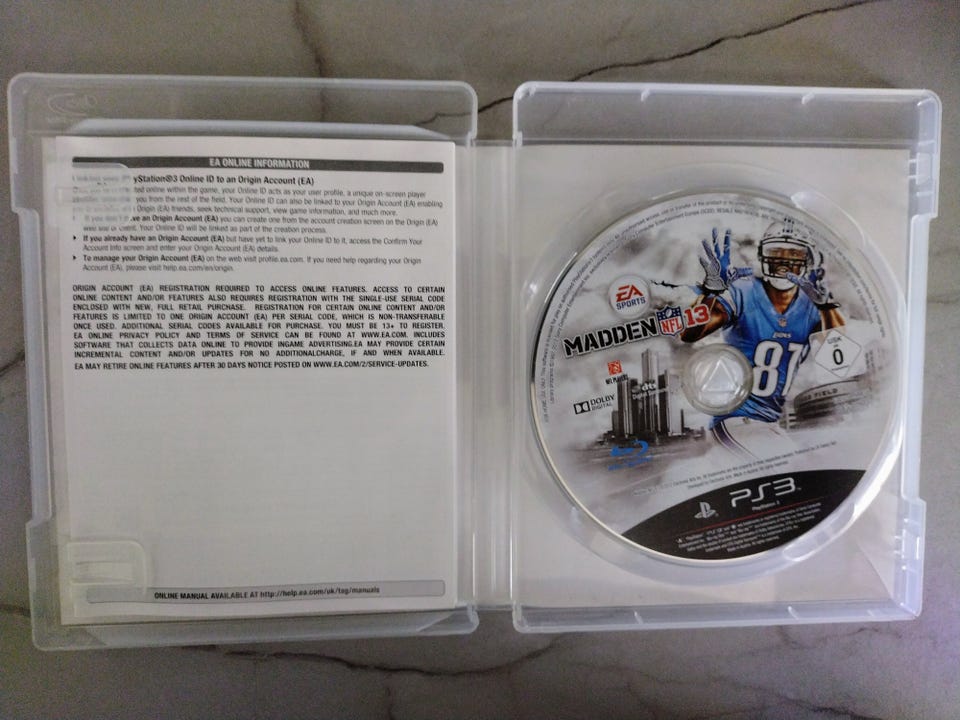 EA ONLINE INFORMATION
yStation®3 Online ID to an Origin Account (EA)
online within the game, your Online ID acts as your user profile, a unique on-screen player
you from the rest of the field. Your Online ID can also be linked to your Origin Account (EA) enabling
(EA) friends, seek technical support, view game information, and much more.
ve an Origin Account (EA) you can create one from the account creation screen on the Origin (EA)
Your Online ID will be linked as part of the creation process.
If you already have an Origin Account (EA) but have yet to link your Online ID to it, access the Confirm Your
Account Info screen and enter your Origin Account (EA) details.
To manage your Origin Account (EA) on the web visit profile.ea.com. If you need help regarding your Origin
Account (EA), please visit help.ea.com/en/origin.
ORIGIN ACCOUNT (EA) REGISTRATION REQUIRED TO ACCESS ONLINE FEATURES. ACCESS TO CERTAIN
ONLINE CONTENT AND/OR FEATURES ALSO REQUIRES REGISTRATION WITH THE SINGLE-USE SERIAL CODE
ENCLOSED WITH NEW, FULL RETAIL PURCHASE. REGISTRATION FOR CERTAIN ONLINE CONTENT AND/OR
FEATURES IS LIMITED TO ONE ORIGIN ACCOUNT (EA) PER SERIAL CODE, WHICH IS NON-TRANSFERABLE
ONCE USED. ADDITIONAL SERIAL CODES AVAILABLE FOR PURCHASE. YOU MUST BE 13+ TO REGISTER.
EA ONLINE PRIVACY POLICY AND TERMS OF SERVICE CAN BE FOUND AT WWW.EA.COM. INCLUDES
SOFTWARE THAT COLLECTS DATA ONLINE TO PROVIDE INGAME ADVERTISING.EA MAY PROVIDE CERTAIN
INCREMENTAL CONTENT AND/OR UPDATES FOR NO ADDITIONALCHARGE, IF AND WHEN AVAILABLE.
EA MAY RETIRE ONLINE FEATURES AFTER 30 DAYS NOTICE POSTED ON WWW.EA.COM/2/SERVICE-UPDATES.
ONLINE MANUAL AVAILABLE AT http://help.ea.com/uk/tag/manuals
EA
SPORTS
MADDEN NFL 13
LIONS
81
USK
0
NFL PLAYERS
dts
DOLBY
DIGITAL
FIELD
PS3
PlayStation 3